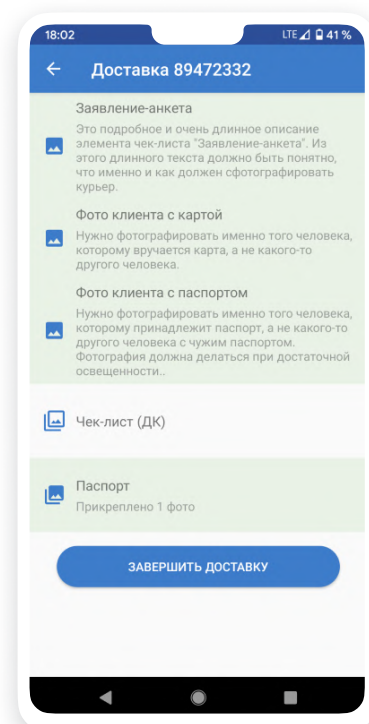 18:02 LTE 41 %
Доставка 89472332
Заявление-анкета
Это подробное и очень длинное описание
элемента чек-листа "Заявление-анкета". Из
этого длинного текста должно быть понятно,
что именно и как должен сфотографировать
курьер.
Фото клиента с картой
Нужно фотографировать именно того человека,
которому вручается карта, а не какого-то
другого человека.
Фото клиента с паспортом
Нужно фотографировать именно того человека,
которому принадлежит паспорт, а не какого-то
другого человека с чужим паспортом.
Фотография должна делаться при достаточной
освещенности..
Чек-лист (ДК)
Паспорт
Прикреплено 1 фото
ЗАВЕРШИТЬ ДОСТАВКУ